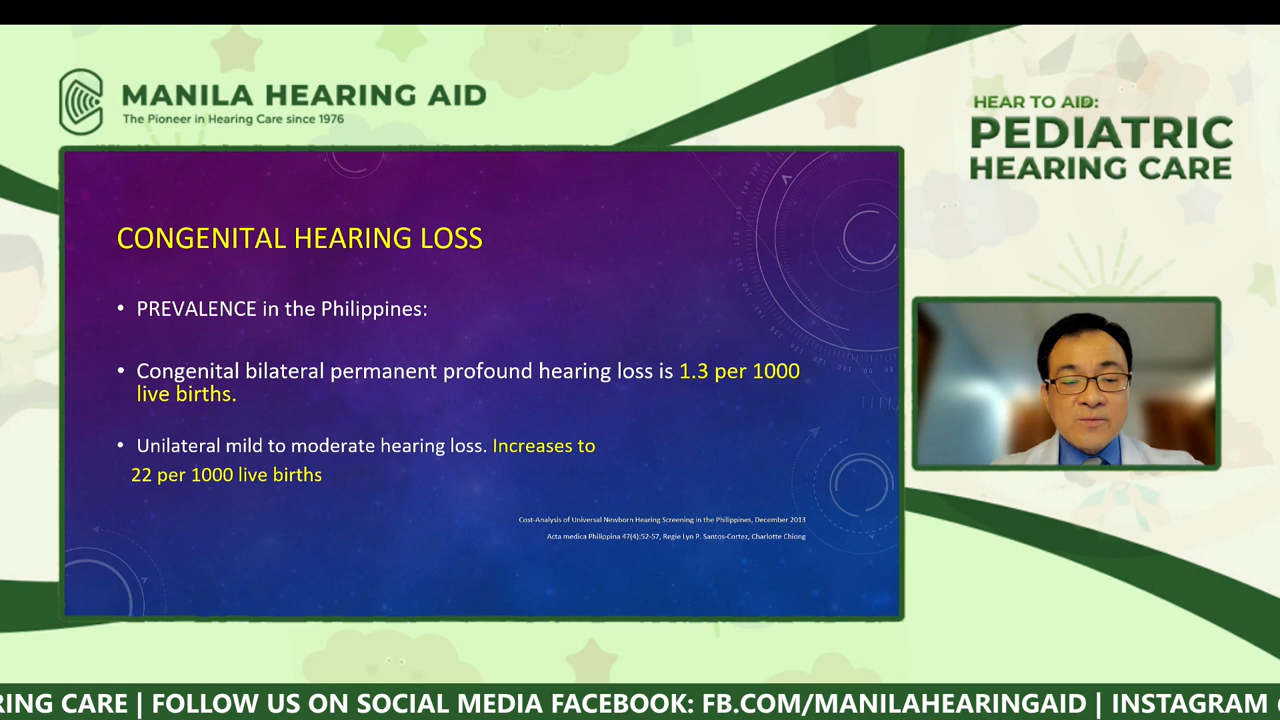 MANILA HEARING AID
The Pioneer in Hearing Care since 1976
HEAR TO AID:
PEDIATRIC
HEARING CARE
CONGENITAL HEARING LOSS
• PREVALENCE in the Philippines:
• Congenital bilateral permanent profound hearing loss is 1.3 per 1000
live births.
• Unilateral mild to moderate hearing loss. Increases to
22 per 1000 live births
Cost-Analysis of Universal Newborn Hearing Screening in the Philippines, December 2013
Acta medica Philippina 47(4):52-57, Regie Lyn P. Santos-Cortez, Charlotte Chiong
RING CARE | FOLLOW US ON SOCIAL MEDIA FACEBOOK: FB.COM/MANILAHEARINGAID | INSTAGRAM